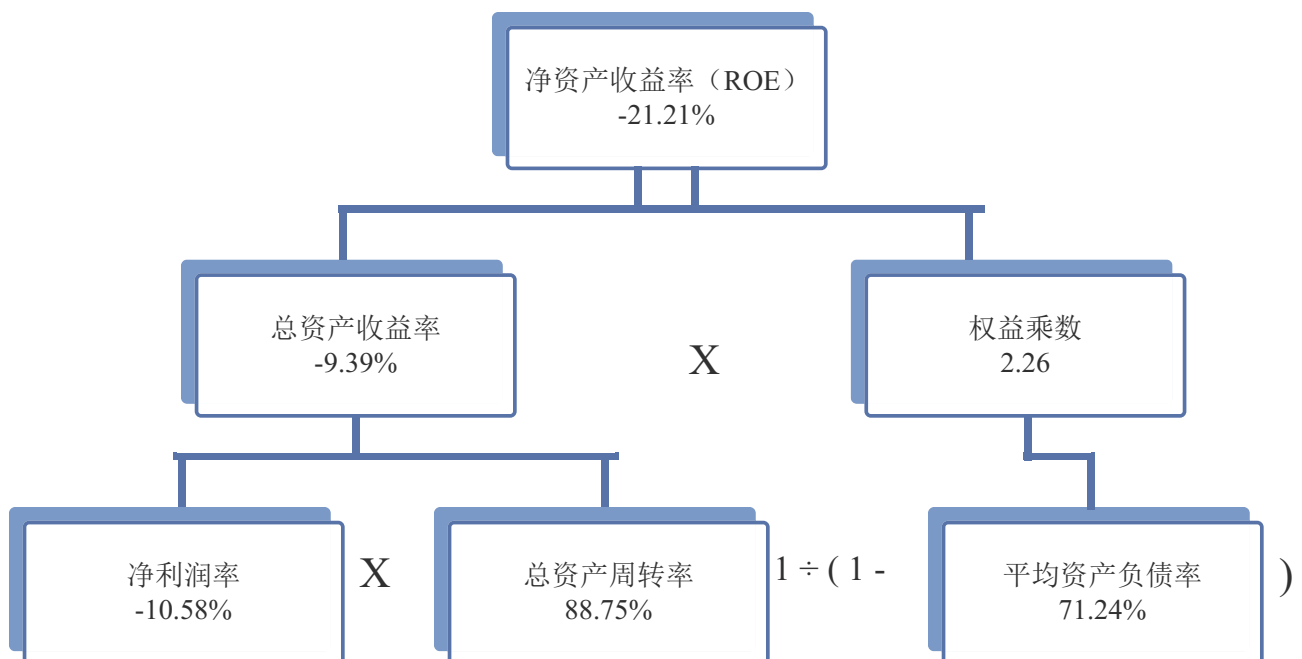 净资产收益率（ROE）
-21.21%
总资产收益率
-9.39%
X
权益乘数
2.26
净利润率
-10.58%
X
总资产周转率
88.75%
1 ÷ ( 1 -
平均资产负债率
71.24%
)